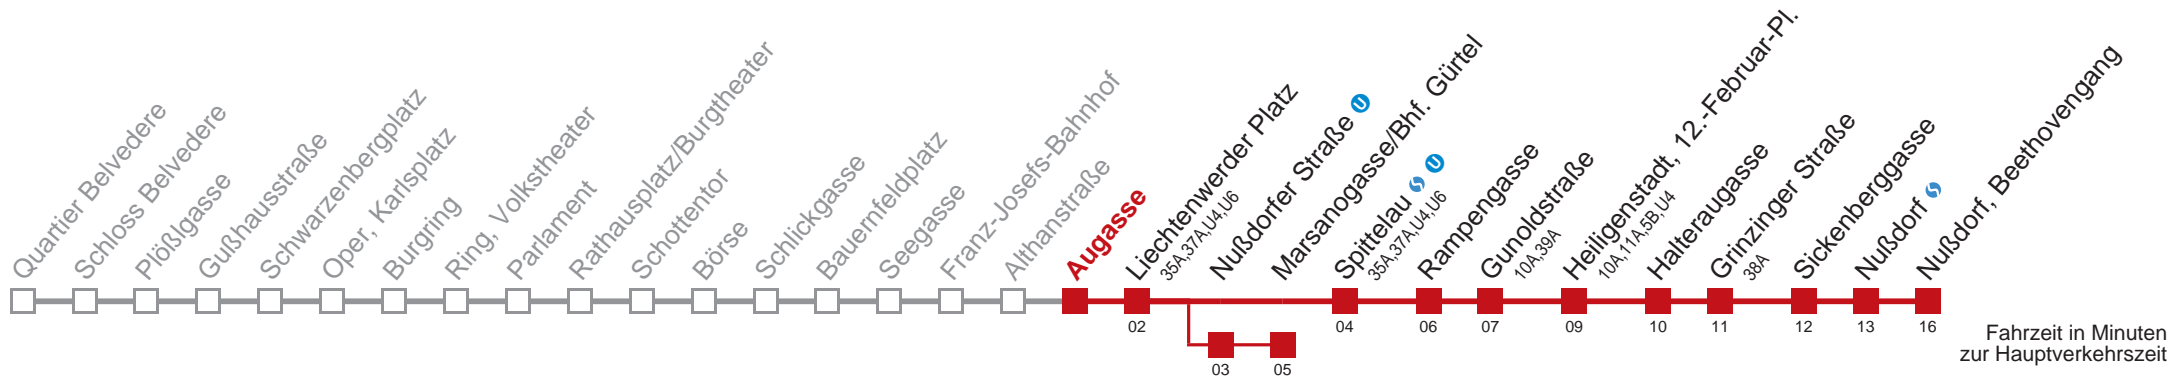 Quartier Belvedere
Schloss Belvedere
Plößlgasse
Gußhausstraße
Schwarzenbergplatz
Oper, Karlsplatz
Burgring
Ring, Volkstheater
Parlament
Rathausplatz/Burgtheater
Schottentor
Börse
Schlickgasse
Bauernfeldplatz
Seegasse
Franz-Josefs-Bahnhof
Althanstraße
Augasse
Liechtenwerder Platz
35A,37A,U4,U6
Nußdorfer Straße U
Marsanogasse/Bhf. Gürtel
Spittelau S U
35A,37A,U4,U6
Rampengasse
Gunoldstraße
10A,39A
Heiligenstadt, 12.-Februar-Pl.
10A,11A,5B,U4
Halteraugasse
Grinzinger Straße
38A
Sickenberggasse
Nußdorf S
Nußdorf, Beethovengang
02
04
06
07
09
10
11
12
13
16
03
05
Fahrzeit in Minuten
zur Hauptverkehrszeit